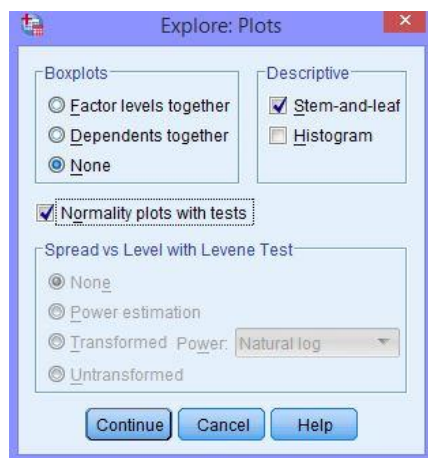 Explore: Plots
Boxplots
Factor levels together
Dependents together
None
Descriptive
Stem-and-leaf
Histogram
Normality plots with tests
Spread vs Level with Levene Test
None
Power estimation
Transformed Power: Natural log
Untransformed
Continue Cancel Help